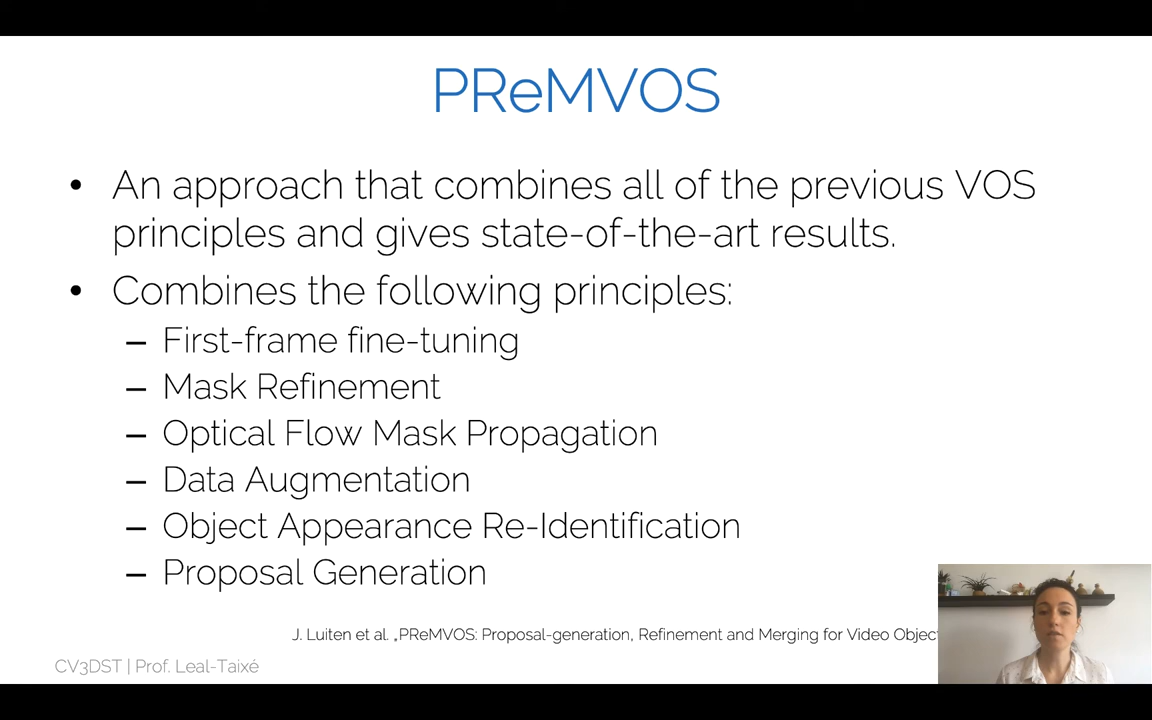 PReMVOS
• An approach that combines all of the previous VOS
principles and gives state-of-the-art results.
• Combines the following principles:
– First-frame fine-tuning
– Mask Refinement
– Optical Flow Mask Propagation
– Data Augmentation
– Object Appearance Re-Identification
– Proposal Generation
J. Luiten et al. „PReMVOS: Proposal-generation, Refinement and Merging for Video Object
CV3DST | Prof. Leal-Taixé